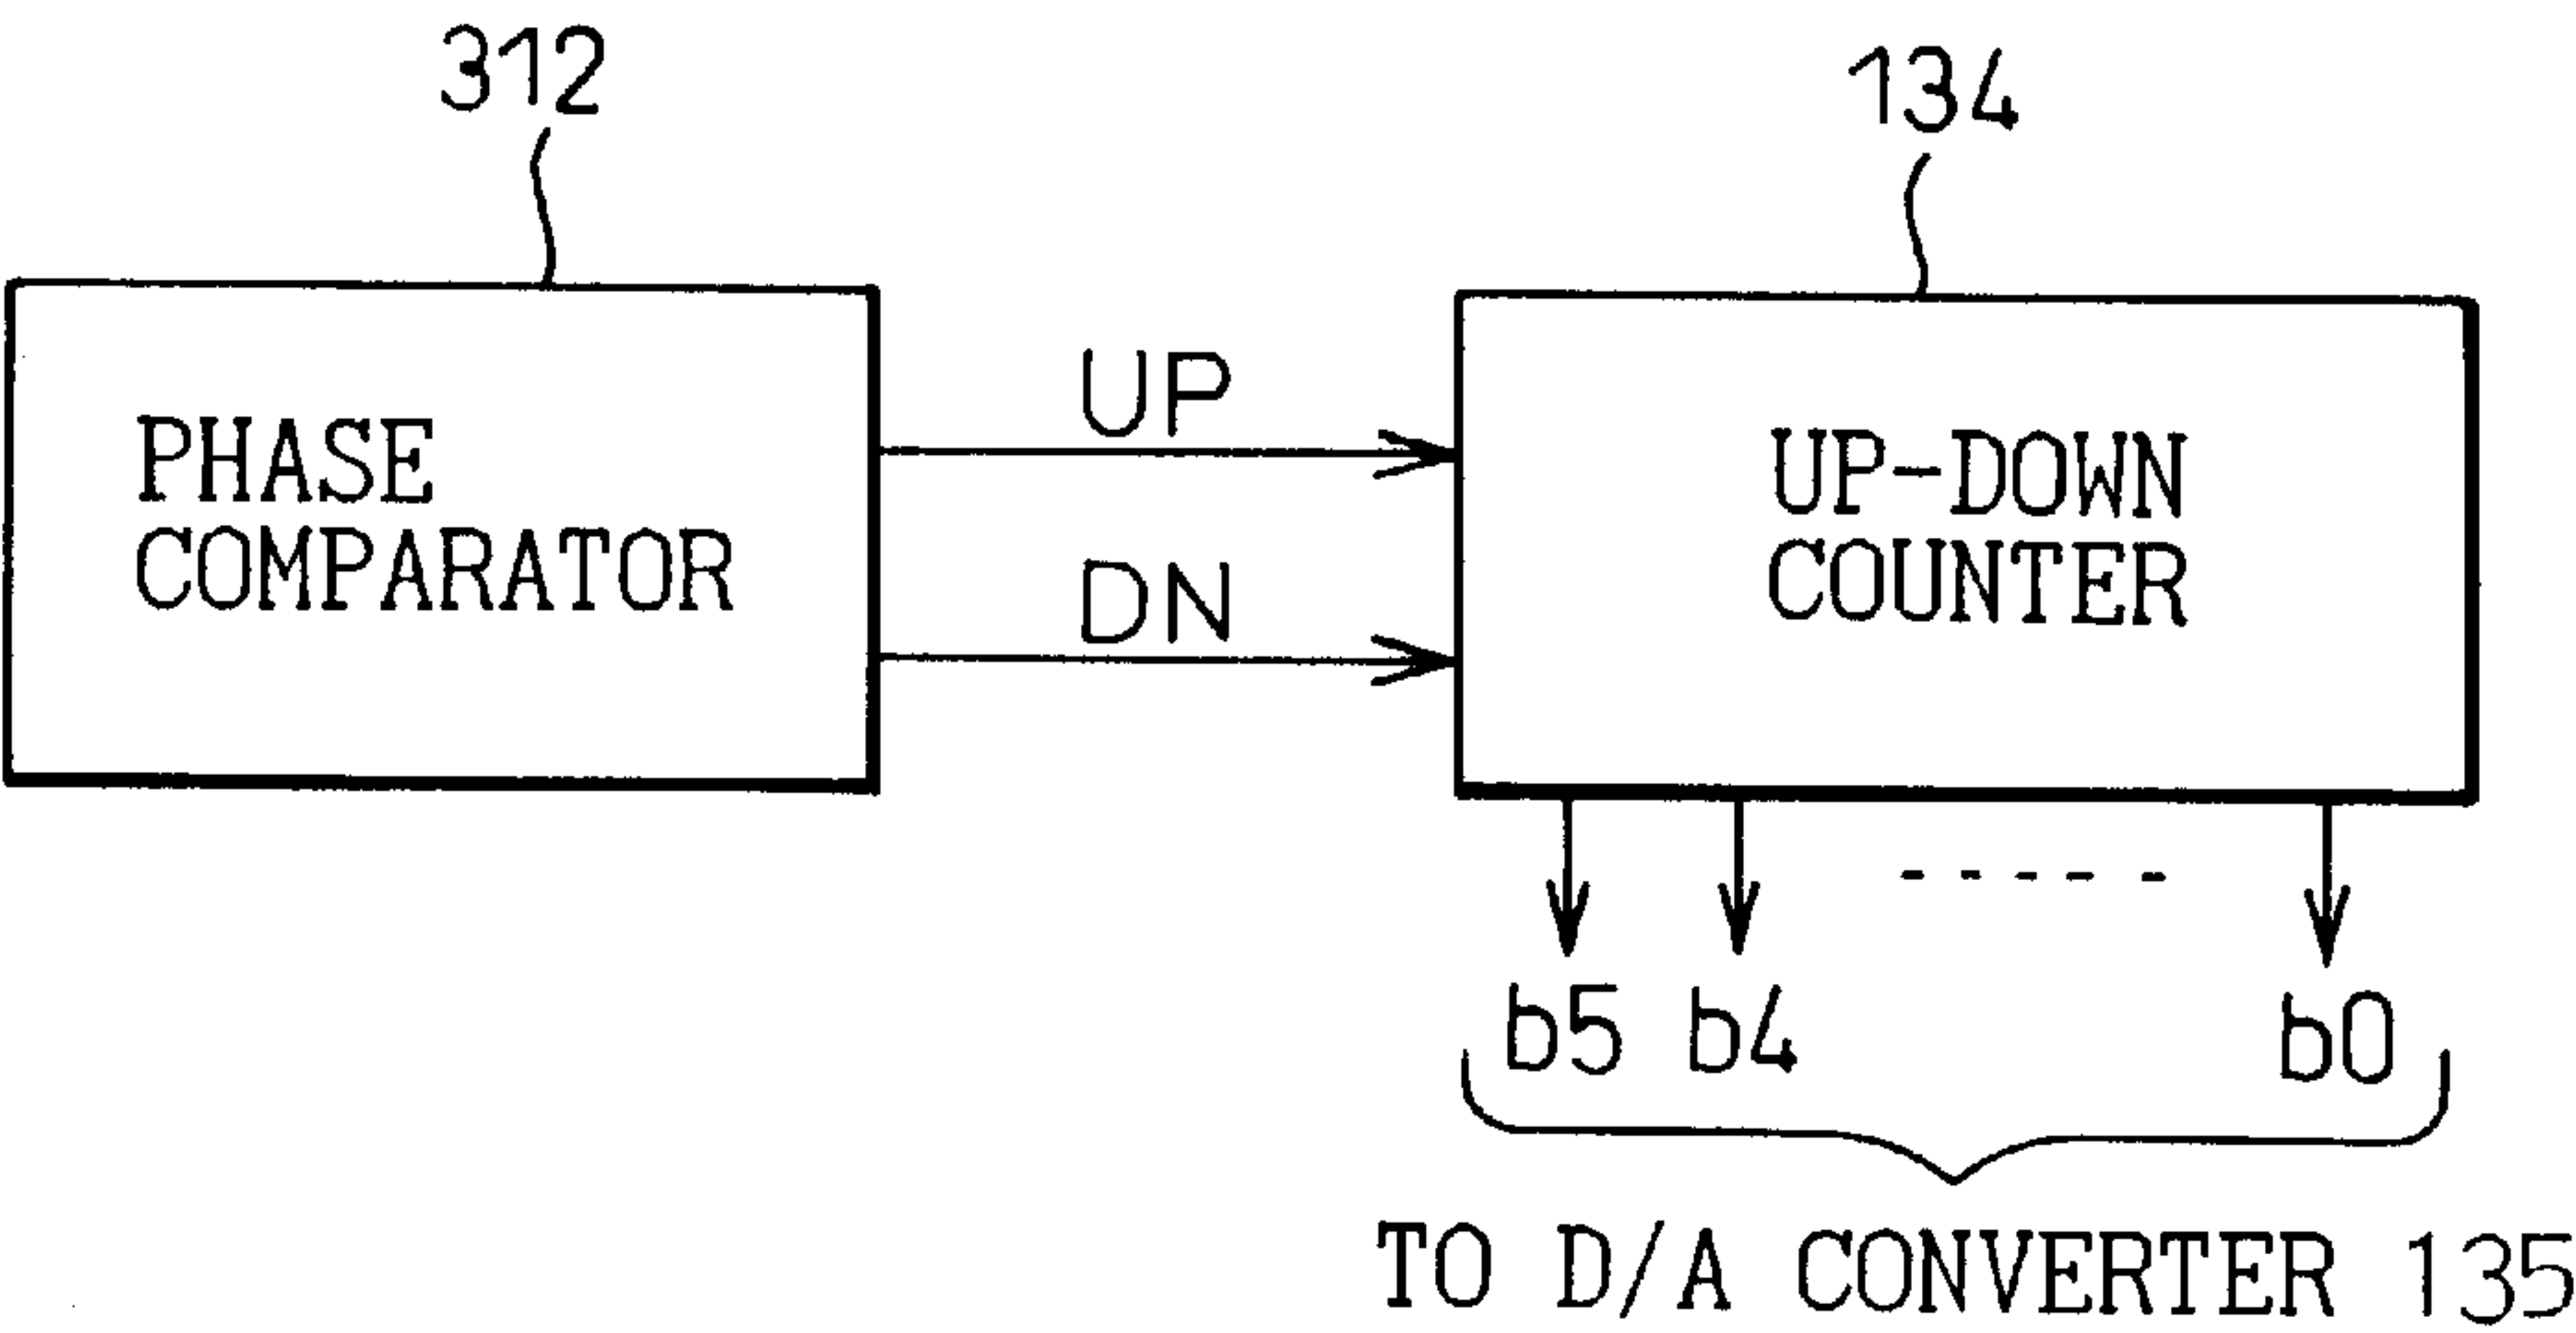 312
134
PHASE
COMPARATOR
UP
DN
UP-DOWN
COUNTER
b5 b4 ----- b0
TO D/A CONVERTER 135